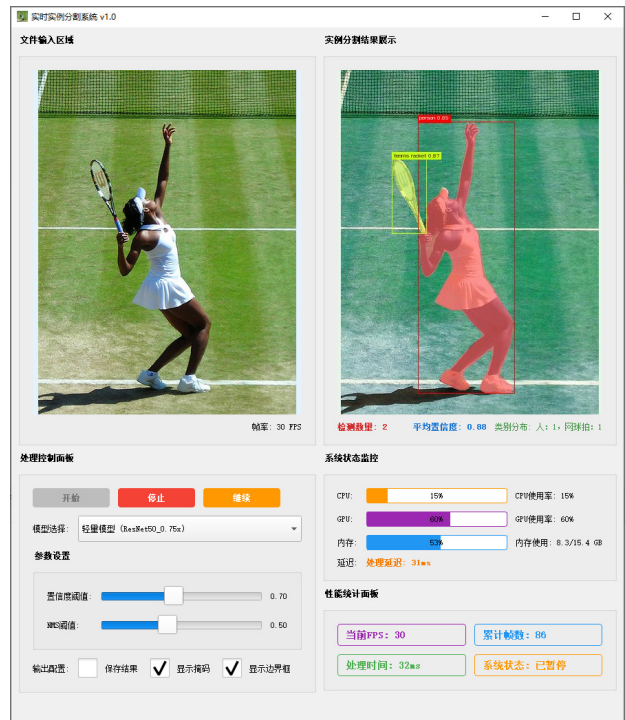 实时实例分割系统 v1.0
文件输入区域
实例分割结果展示
person 0.89
tennis racket 0.87
帧率: 30 FPS
检测数量: 2 平均置信度: 0.88 类别分布: 人: 1, 网球拍: 1
处理控制面板
开始 停止 继续
模型选择: 轻量模型 (ResNet50_0.75x)
参数设置
置信度阈值: 0.70
NMS阈值: 0.50
输出配置: 保存结果 显示掩码 显示边界框
系统状态监控
CPU: 15% CPU使用率: 15%
GPU: 60% GPU使用率: 60%
内存: 53% 内存使用: 8.3/15.4 GB
延迟: 处理延迟: 31ms
性能统计面板
当前FPS: 30 累计帧数: 86
处理时间: 32ms 系统状态: 已暂停